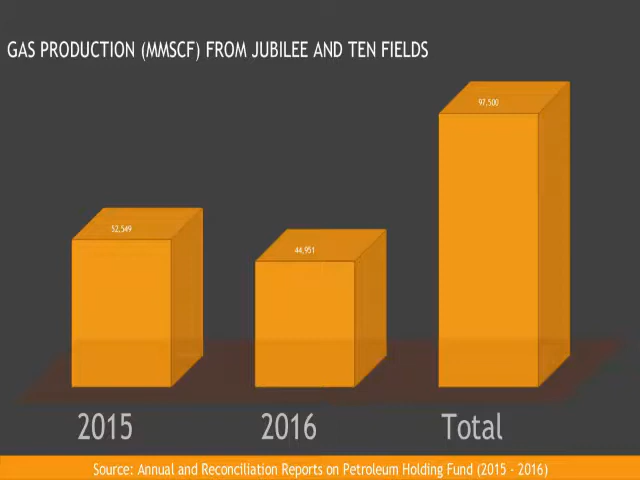 GAS PRODUCTION (MMSCF) FROM JUBILEE AND TEN FIELDS
97,500
52,549
44,951
2015 2016 Total
Source: Annual and Reconciliation Reports on Petroleum Holding Fund (2015 - 2016)